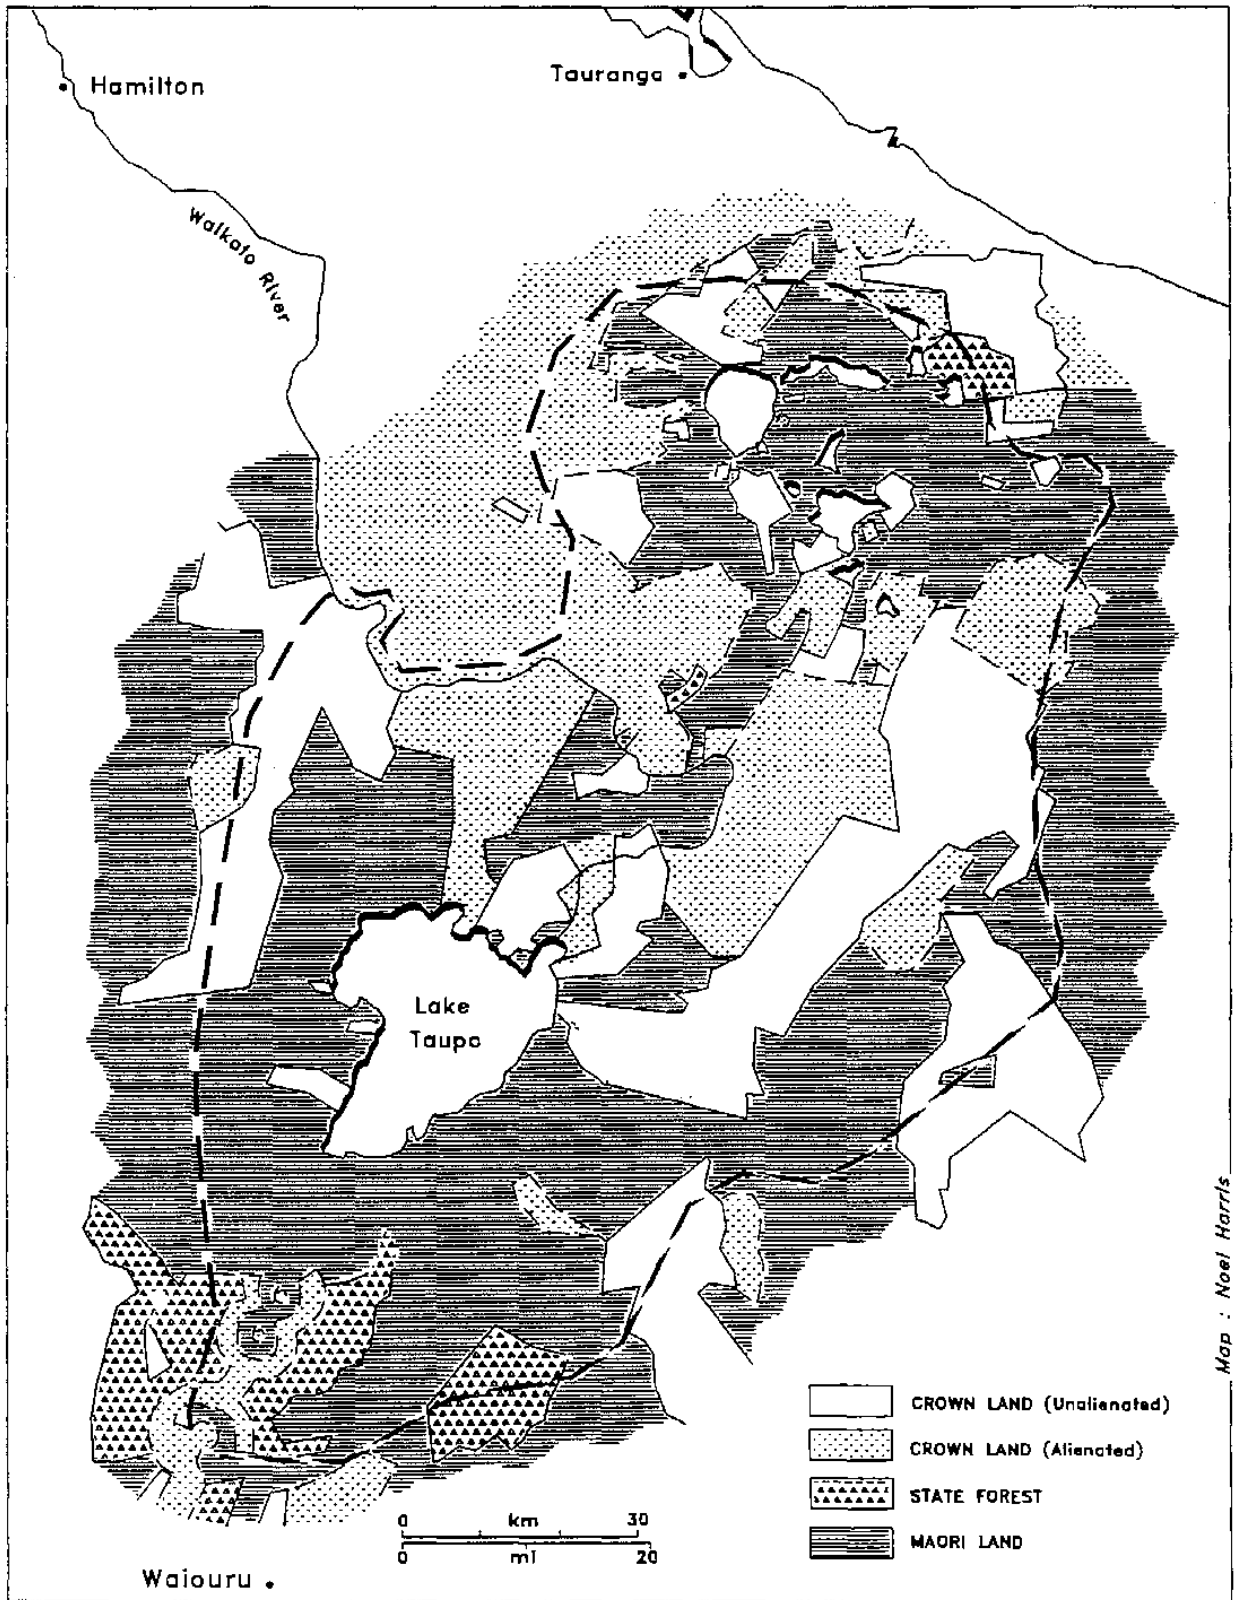 Hamilton
Tauranga
Waikato River
Lake
Taupo
Map : Noel Harris
CROWN LAND (Unalienated)
CROWN LAND (Alienated)
STATE FOREST
MAORI LAND
0 km 30
0 mi 20
Waiouru